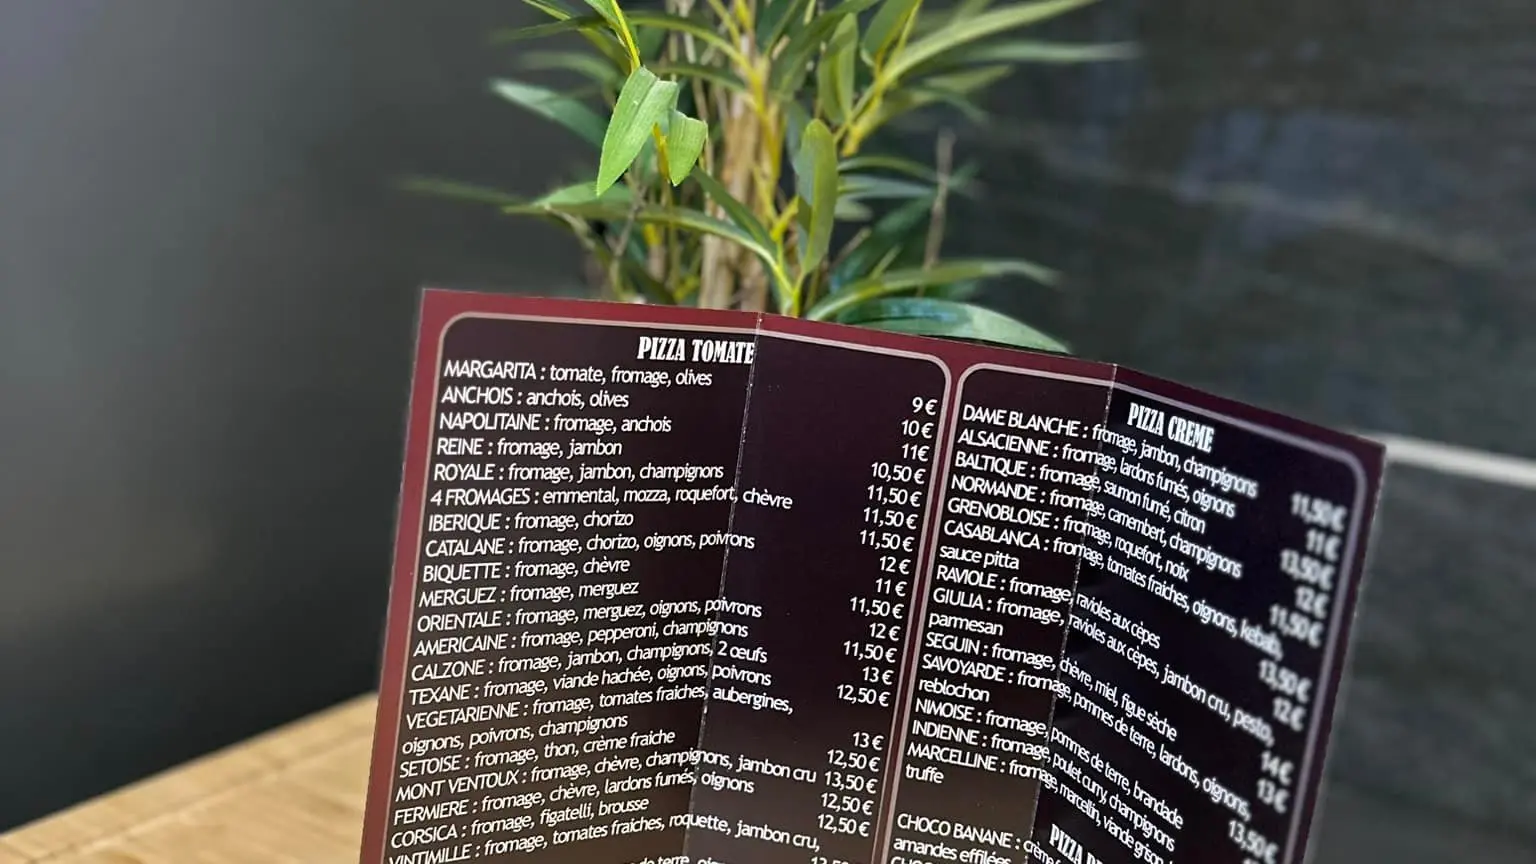 PIZZA TOMATE
MARGARITA : tomate, fromage, olives 9 €
ANCHOIS : anchois, olives 10 €
NAPOLITAINE : fromage, anchois 11€
REINE : fromage, jambon 10,50 €
ROYALE : fromage, jambon, champignons 11,50 €
4 FROMAGES : emmental, mozza, roquefort, chèvre 11,50 €
IBERIQUE : fromage, chorizo 11,50 €
CATALANE : fromage, chorizo, oignons, poivrons 12 €
BIQUETTE : fromage, chèvre 11 €
MERGUEZ : fromage, merguez 11,50 €
ORIENTALE : fromage, merguez, oignons, poivrons 12 €
AMERICAINE : fromage, pepperoni, champignons 11,50 €
CALZONE : fromage, jambon, champignons, 2 œufs 13 €
TEXANE : fromage, viande hachée, oignons, poivrons 12,50 €
VEGETARIENNE : fromage, tomates fraiches, aubergines,
oignons, poivrons, champignons 13 €
SETOISE : fromage, thon, crème fraiche 12,50 €
MONT VENTOUX : fromage, chèvre, champignons, jambon cru 13,50 €
FERMIERE : fromage, chèvre, lardons fumés, oignons 12,50 €
CORSICA : fromage, figatelli, brousse 12,50 €
VINTIMILLE : fromage, tomates fraiches, roquette, jambon cru,
de terre,
PIZZA CREME
DAME BLANCHE : fromage, jambon, champignons 11,50 €
ALSACIENNE : fromage, lardons fumés, oignons 11 €
BALTIQUE : fromage, saumon fumé, citron 13,50 €
NORMANDE : fromage, camembert, champignons 12 €
GRENOBLOISE : fromage, roquefort, noix 11,50 €
CASABLANCA : fromage, tomates fraiches, oignons, kebab,
sauce pitta 13,50 €
RAVIOLE : fromage, ravioles aux cèpes 12 €
GIULIA : fromage, ravioles aux cèpes, jambon cru, pesto,
parmesan 14 €
SEGUIN : fromage, chèvre, miel, figue sèche 13 €
SAVOYARDE : fromage, pommes de terre, lardons, oignons,
reblochon 13,50 €
NIMOISE : fromage, pommes de terre, brandade
INDIENNE : fromage, poulet curry, champignons
MARCELLINE : fromage, marcellin, viande
truffe
PIZZA
CHOCO BANANE :
amandes effilées